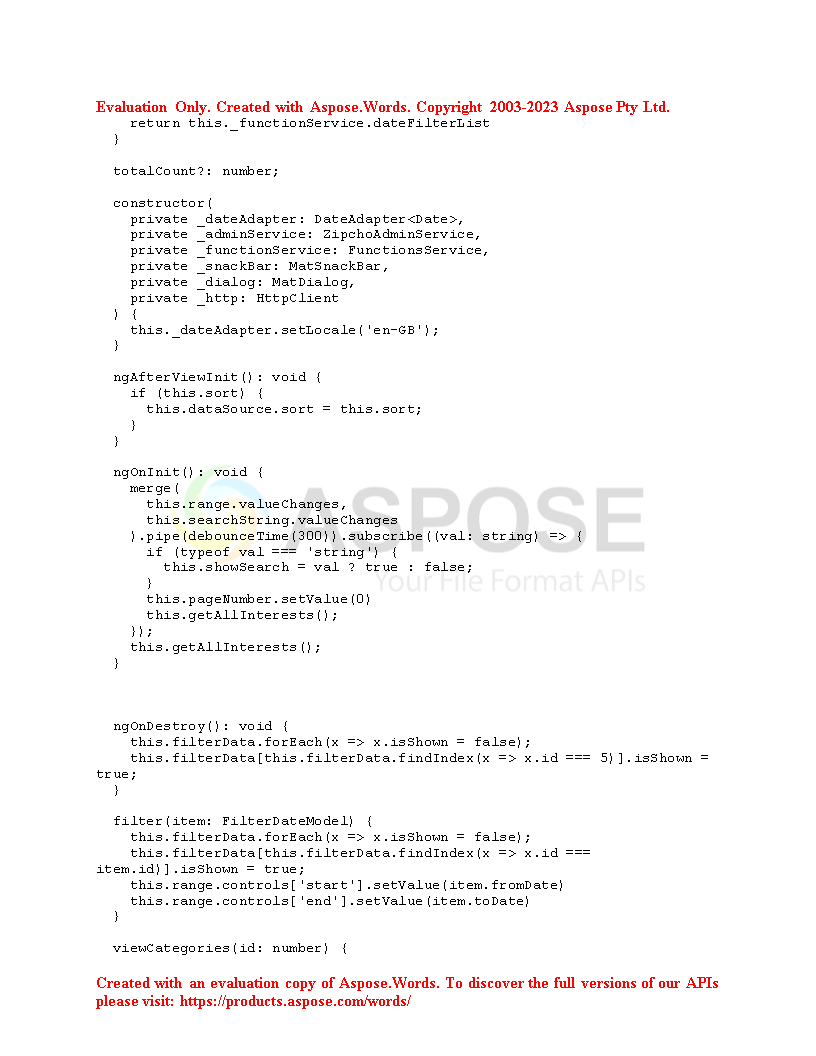 Evaluation Only. Created with Aspose.Words. Copyright 2003-2023 Aspose Pty Ltd.
return this._functionService.dateFilterList
}
totalCount?: number;
constructor(
private _dateAdapter: DateAdapter<Date>,
private _adminService: ZipchoAdminService,
private _functionService: FunctionsService,
private _snackBar: MatSnackBar,
private _dialog: MatDialog,
private _http: HttpClient
) {
this._dateAdapter.setLocale('en-GB');
}
ngAfterViewInit(): void {
if (this.sort) {
this.dataSource.sort = this.sort;
}
}
ngOnInit(): void {
merge(
this.range.valueChanges,
this.searchString.valueChanges
).pipe(debounceTime(300)).subscribe((val: string) => {
if (typeof val === 'string') {
this.showSearch = val ? true : false;
}
this.pageNumber.setValue(0)
this.getAllInterests();
});
this.getAllInterests();
}
ASPOSE
Your File Format APIs
ngOnDestroy(): void {
this.filterData.forEach(x => x.isShown = false);
this.filterData[this.filterData.findIndex(x => x.id === 5)].isShown =
true;
}
filter(item: FilterDateModel) {
this.filterData.forEach(x => x.isShown = false);
this.filterData[this.filterData.findIndex(x => x.id ===
item.id)].isShown = true;
this.range.controls['start'].setValue(item.fromDate)
this.range.controls['end'].setValue(item.toDate)
}
viewCategories(id: number) {
Created with an evaluation copy of Aspose.Words. To discover the full versions of our APIs
please visit: https://products.aspose.com/words/